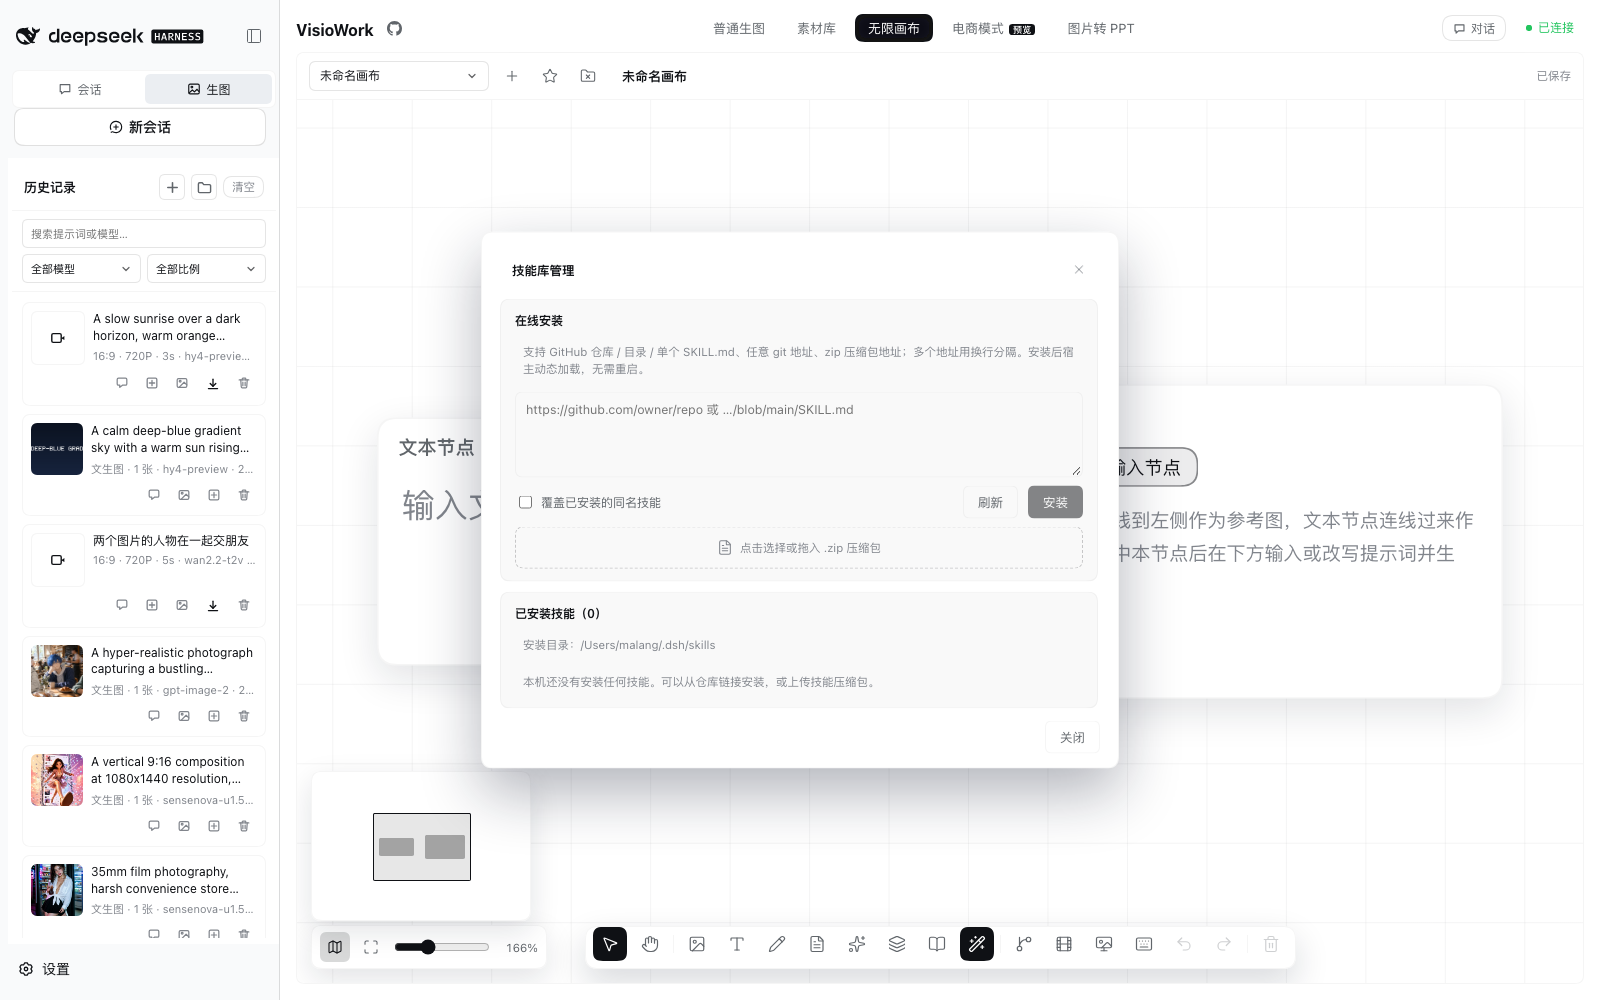 deepseek HARNESS
会话
生图
新会话
历史记录
清空
搜索提示词或模型...
全部模型
全部比例
A slow sunrise over a dark
horizon, warm orange...
16:9 · 720P · 3s · hy4-previe...
A calm deep-blue gradient
sky with a warm sun rising...
文生图 · 1 张 · hy4-preview · 2...
两个图片的人物在一起交朋友
16:9 · 720P · 5s · wan2.2-t2v ...
A hyper-realistic photograph
capturing a bustling...
文生图 · 1 张 · gpt-image-2 · 2...
A vertical 9:16 composition
at 1080x1440 resolution,...
文生图 · 1 张 · sensenova-u1.5...
35mm film photography,
harsh convenience store...
文生图 · 1 张 · sensenova-u1.5...
设置
VisioWork
普通生图
素材库
无限画布
电商模式 预览
图片转 PPT
对话
已连接
未命名画布
未命名画布
已保存
文本节点
输入
输入节点
线到左侧作为参考图，文本节点连线过来作
中本节点后在下方输入或改写提示词并生
技能库管理
在线安装
支持 GitHub 仓库 / 目录 / 单个 SKILL.md、任意 git 地址、zip 压缩包地址；多个地址用换行分隔。安装后宿
主动态加载，无需重启。
https://github.com/owner/repo 或 .../blob/main/SKILL.md
覆盖已安装的同名技能
刷新
安装
点击选择或拖入 .zip 压缩包
已安装技能（0）
安装目录：/Users/malang/.dsh/skills
本机还没有安装任何技能。可以从仓库链接安装，或上传技能压缩包。
关闭
166%